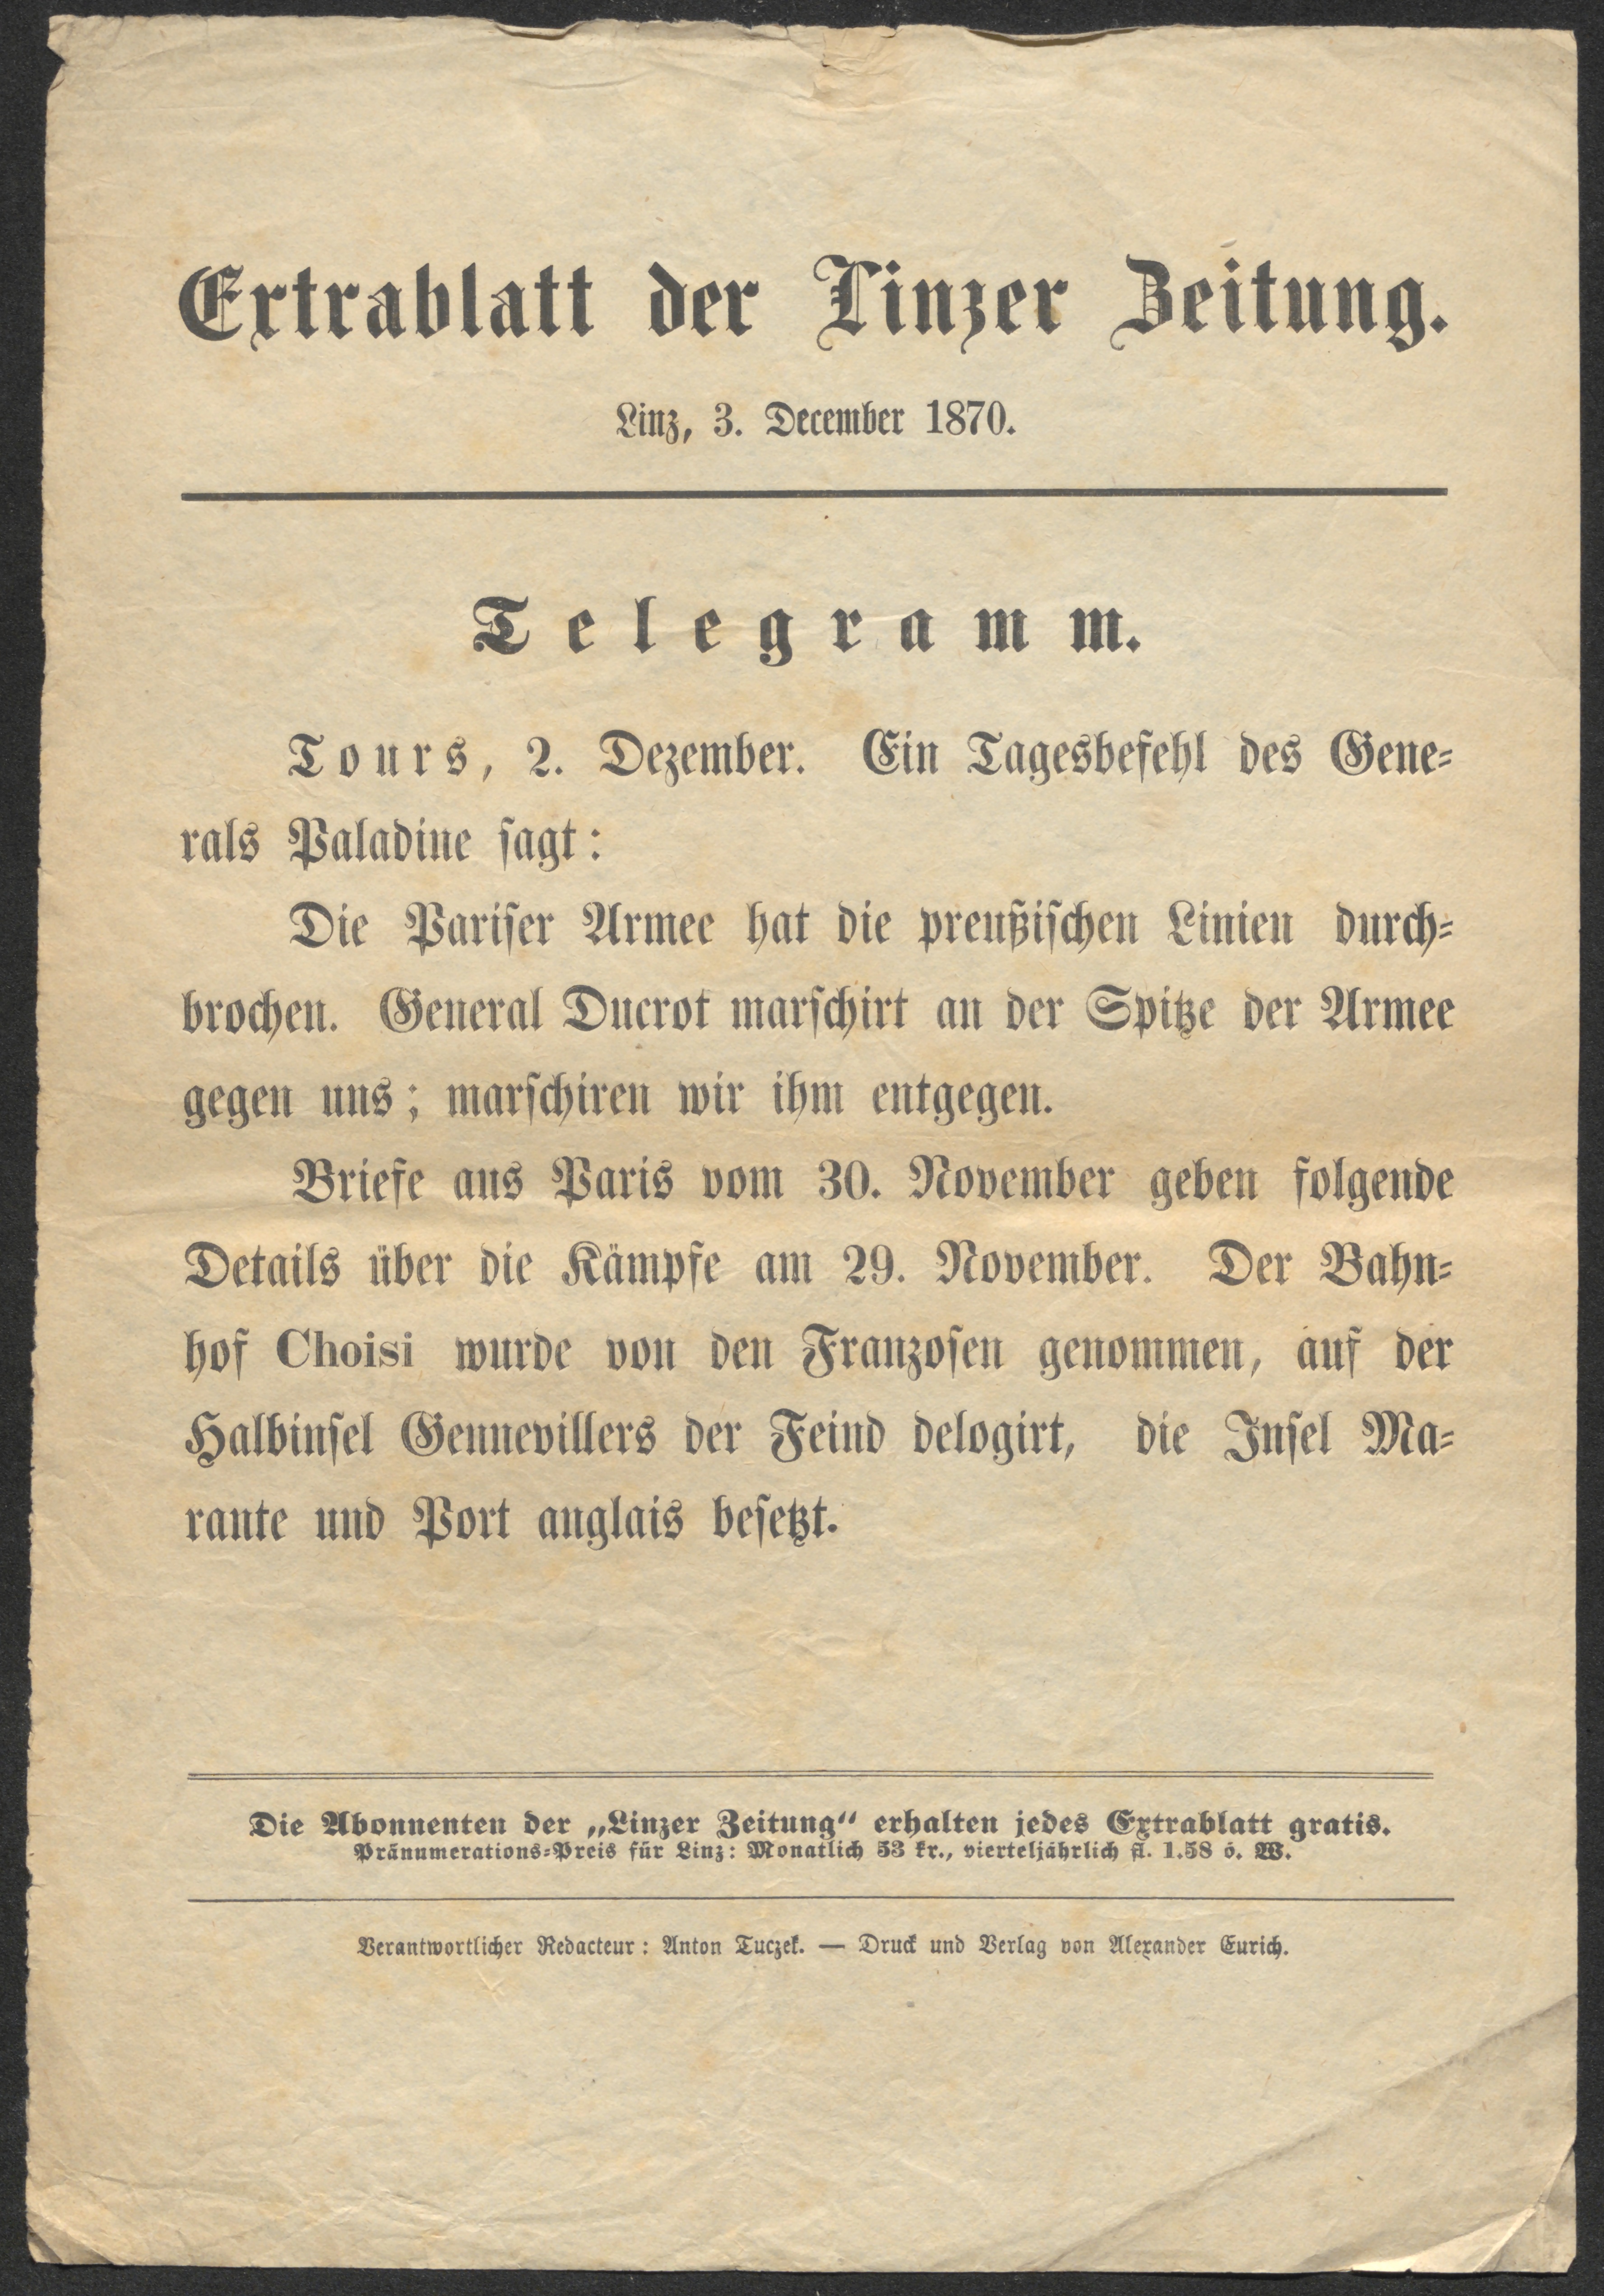 Extrablatt der Linzer Zeitung.
Linz, 3. December 1870.
Telegramm.
Tours, 2. Dezember. Ein Tagesbefehl des Gene-
rals Paladine sagt:
Die Pariser Armee hat die preußischen Linien durch-
brochen. General Ducrot marschirt an der Spitze der Armee
gegen uns; marschiren wir ihm entgegen.
Briefe aus Paris vom 30. November geben folgende
Details über die Kämpfe am 29. November. Der Bahn-
hof Choisi wurde von den Franzosen genommen, auf der
Halbinsel Gennevillers der Feind delogirt, die Insel Ma-
rante und Port anglais besetzt.
Die Abonnenten der „Linzer Zeitung“ erhalten jedes Extrablatt gratis.
Pränumerations-Preis für Linz: Monatlich 53 kr., vierteljährlich fl. 1.58 ö. W.
Verantwortlicher Redacteur: Anton Tuczek. — Druck und Verlag von Alexander Eurich.